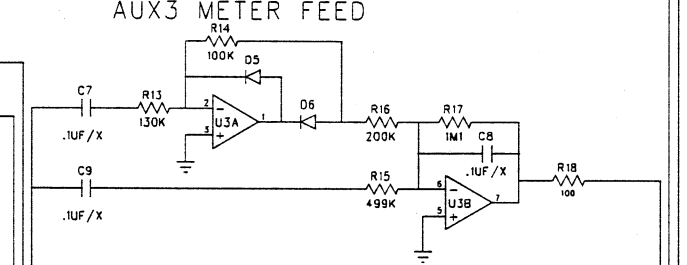 AUX3 METER FEED
R14
100K
D5
C7
R13
2
-
1
D6
R16
R17
.1UF/X
130K
3
+
U3A
200K
1M1
C8
C9
R15
.1UF/X
R18
.1UF/X
499K
6
-
U3B
7
100
5
+